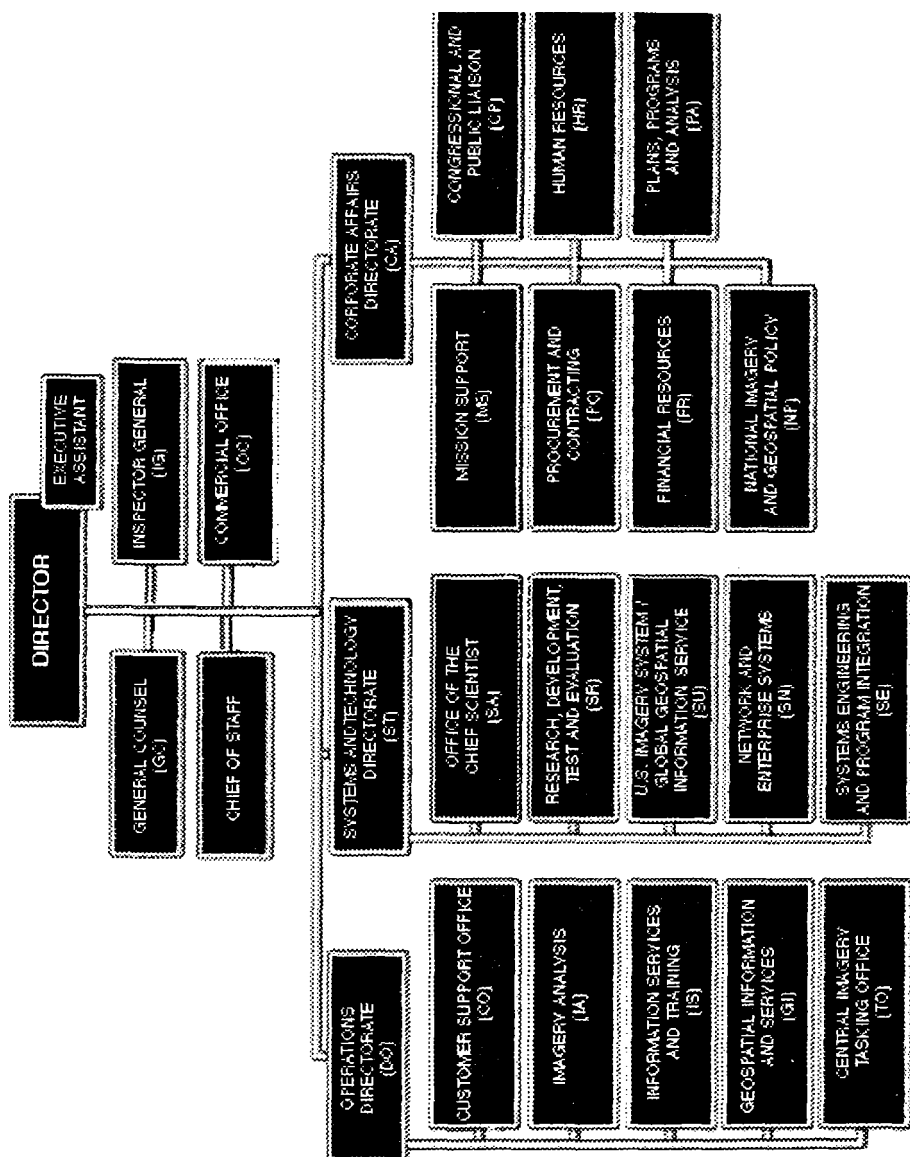 DIRECTOR
EXECUTIVE
ASSISTANT
GENERAL COUNSEL
(GC)
INSPECTOR GENERAL
(IG)
CHIEF OF STAFF
COMMERCIAL OFFICE
OPERATIONS
DIRECTORATE
(DO)
CUSTOMER SUPPORT OFFICE
(CO)
IMAGERY ANALYSIS
(IA)
INFORMATION SERVICES
AND TRAINING
(IS)
GEOSPATIAL INFORMATION
AND SERVICES
(GI)
CENTRAL IMAGERY
TASKING OFFICE
(TO)
SYSTEMS AND TECHNOLOGY
DIRECTORATE
(ST)
OFFICE OF THE
CHIEF SCIENTIST
(SA)
RESEARCH, DEVELOPMENT,
TEST AND EVALUATION
(SR)
U.S. IMAGERY SYSTEM /
GLOBAL GEOSPATIAL
INFORMATION SERVICE
(SU)
NETWORK AND
ENTERPRISE SYSTEMS
(SN)
SYSTEMS ENGINEERING
AND PROGRAM INTEGRATION
(SE)
CORPORATE AFFAIRS
DIRECTORATE
(CA)
MISSION SUPPORT
(MS)
CONGRESSIONAL AND
PUBLIC LIAISON
(CP)
PROCUREMENT AND
CONTRACTING
(PC)
HUMAN RESOURCES
(HR)
FINANCIAL RESOURCES
(FR)
PLANS, PROGRAMS
AND ANALYSIS
(PA)
NATIONAL IMAGERY
AND GEOSPATIAL POLICY
(NP)